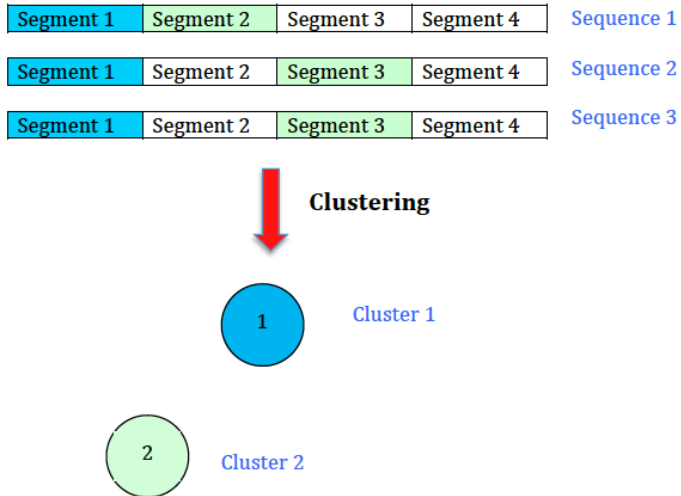 Segment 1 Segment 2 Segment 3 Segment 4 Sequence 1
Segment 1 Segment 2 Segment 3 Segment 4 Sequence 2
Segment 1 Segment 2 Segment 3 Segment 4 Sequence 3
Clustering
1 Cluster 1
2 Cluster 2